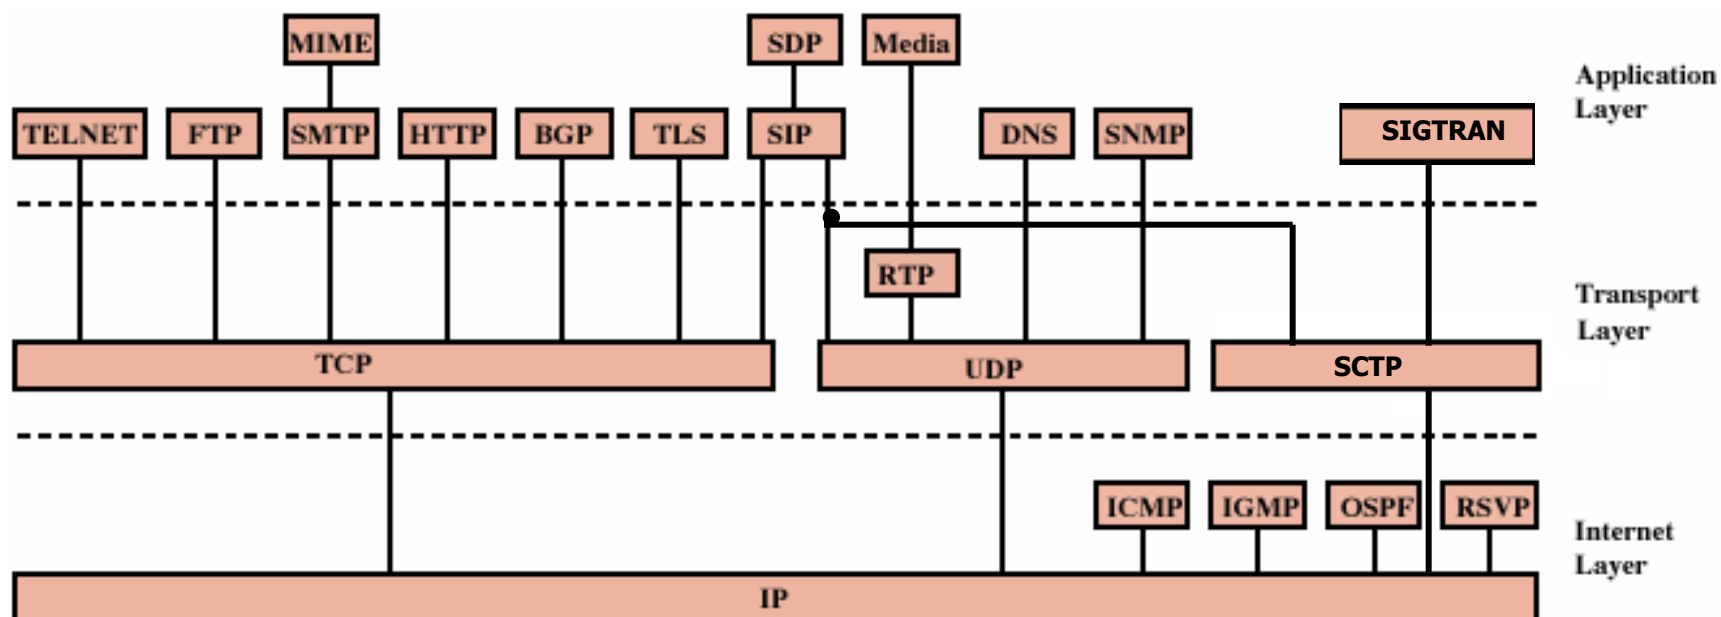 MIME SDP Media
Application
Layer
TELNET FTP SMTP HTTP BGP TLS SIP DNS SNMP SIGTRAN
RTP
Transport
Layer
TCP UDP SCTP
ICMP IGMP OSPF RSVP
Internet
Layer
IP